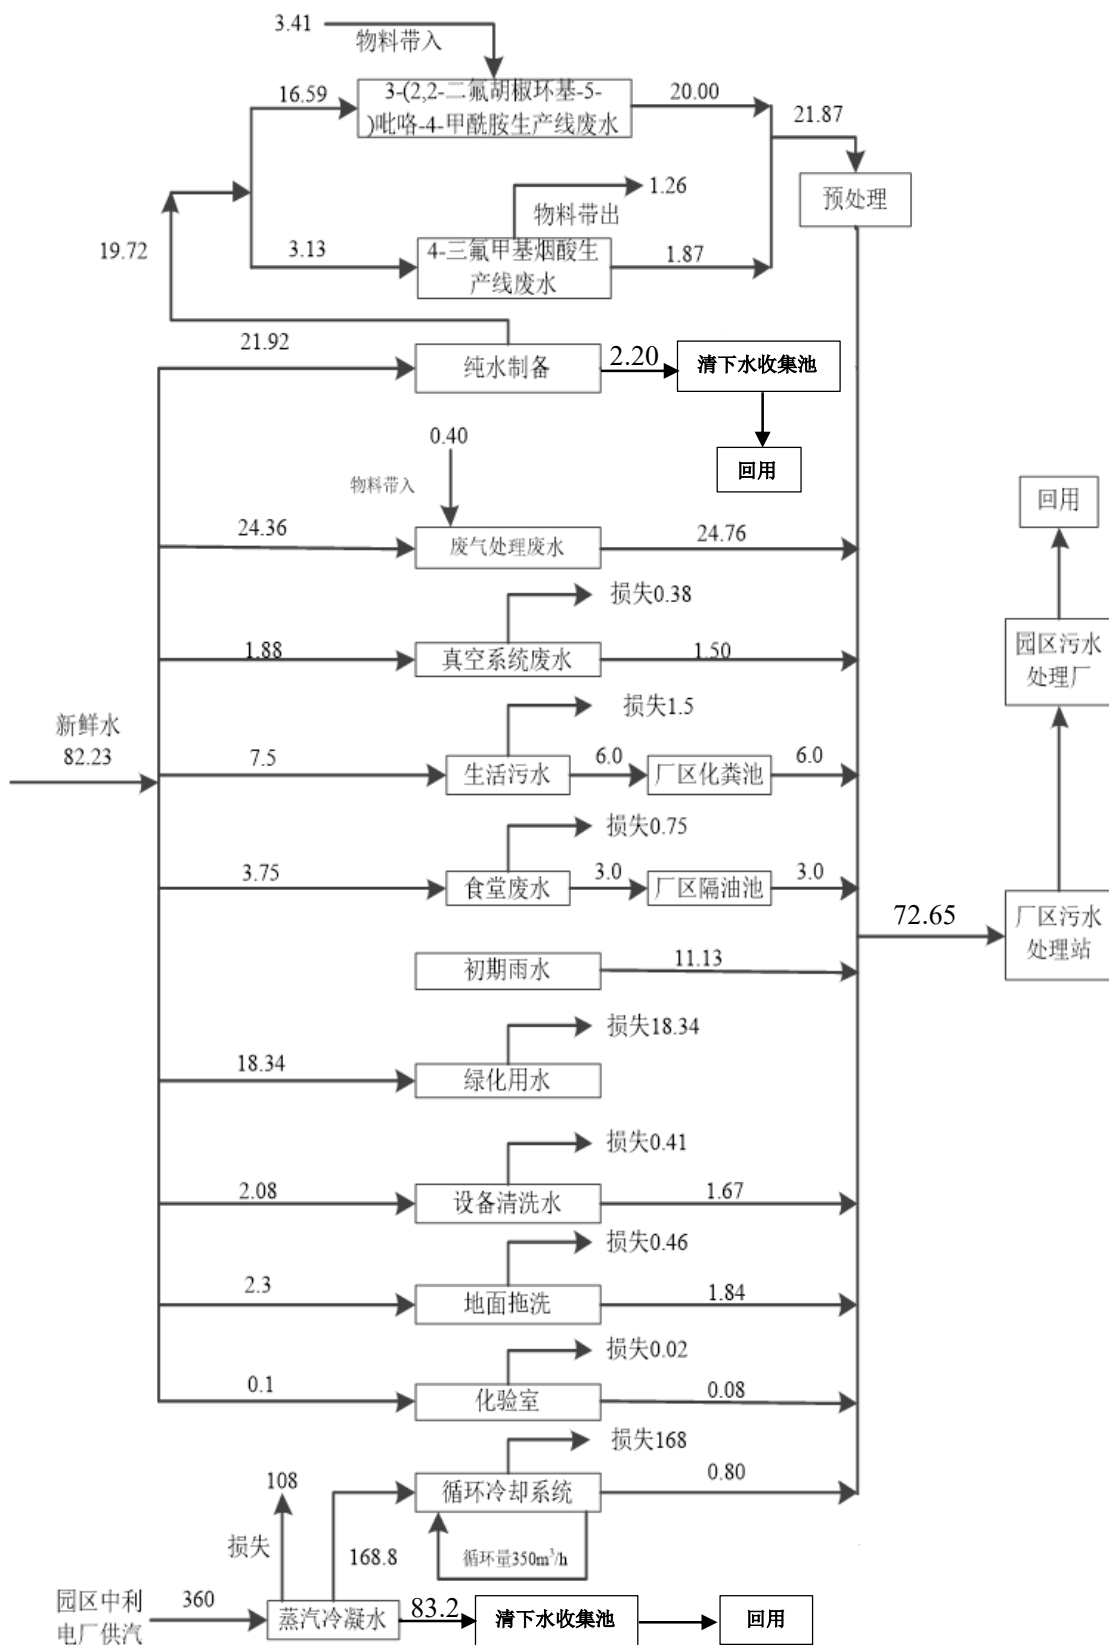 3.41
物料带入
16.59
3-(2,2-二氟胡椒环基-5-
)吡咯-4-甲酰胺生产线废水
20.00
21.87
预处理
1.26
物料带出
19.72
3.13
4-三氟甲基烟酸生
产线废水
1.87
21.92
纯水制备
2.20
清下水收集池
回用
0.40
物料带入
24.36
废气处理废水
24.76
回用
损失0.38
1.88
真空系统废水
1.50
园区污水
处理厂
损失1.5
新鲜水
82.23
7.5
生活污水
6.0
厂区化粪池
6.0
损失0.75
3.75
食堂废水
3.0
厂区隔油池
3.0
72.65
厂区污水
处理站
初期雨水
11.13
损失18.34
18.34
绿化用水
损失0.41
2.08
设备清洗水
1.67
损失0.46
2.3
地面拖洗
1.84
损失0.02
0.1
化验室
0.08
损失168
108
循环冷却系统
0.80
损失
168.8
循环量350m³/h
园区中利
电厂供汽
360
蒸汽冷凝水
83.2
清下水收集池
回用